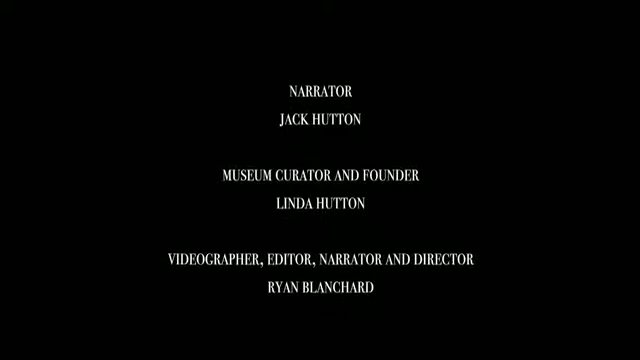 NARRATOR
JACK HUTTON
MUSEUM CURATOR AND FOUNDER
LINDA HUTTON
VIDEOGRAPHER, EDITOR, NARRATOR AND DIRECTOR
RYAN BLANCHARD